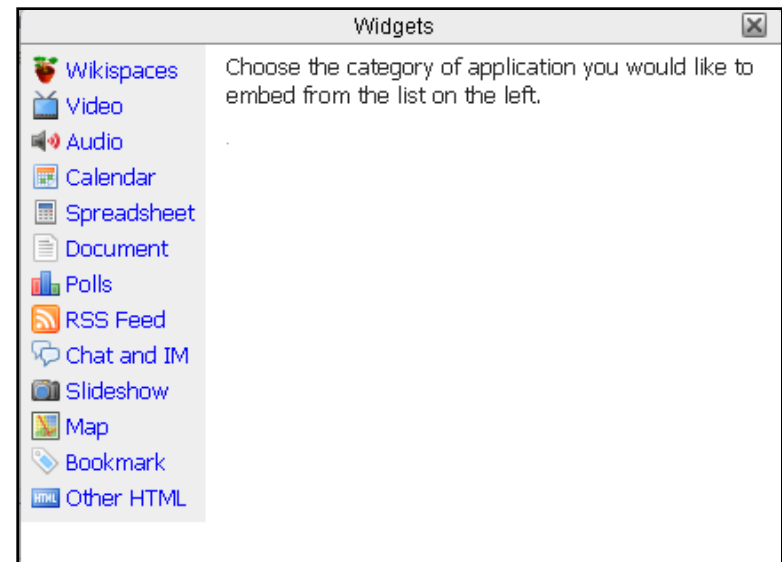 Widgets
Wikispaces
Video
Audio
Calendar
Spreadsheet
Document
Polls
RSS Feed
Chat and IM
Slideshow
Map
Bookmark
HTML Other HTML
Choose the category of application you would like to
embed from the list on the left.
.